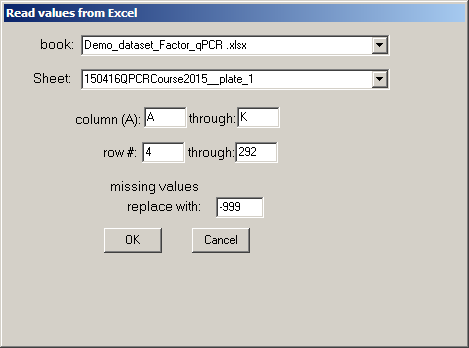 Read values from Excel
book: Demo_dataset_Factor_qPCR .xlsx
Sheet: 150416QPCRCourse2015__plate_1
column (A): A through: K
row #: 4 through: 292
missing values
replace with: -999
OK Cancel